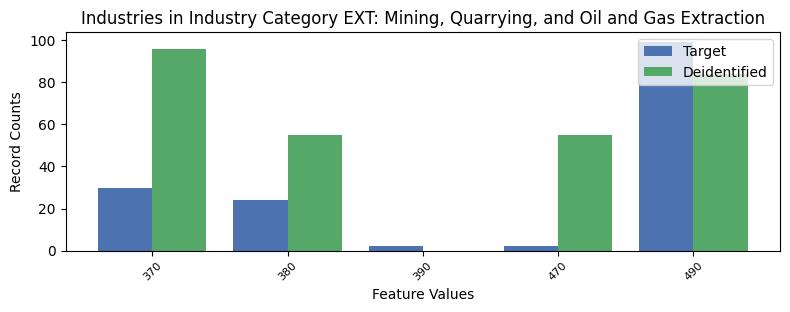 Industries in Industry Category EXT: Mining, Quarrying, and Oil and Gas Extraction
100
80
60
40
20
0
Record Counts
Target
Deidentified
370
380
390
470
490
Feature Values